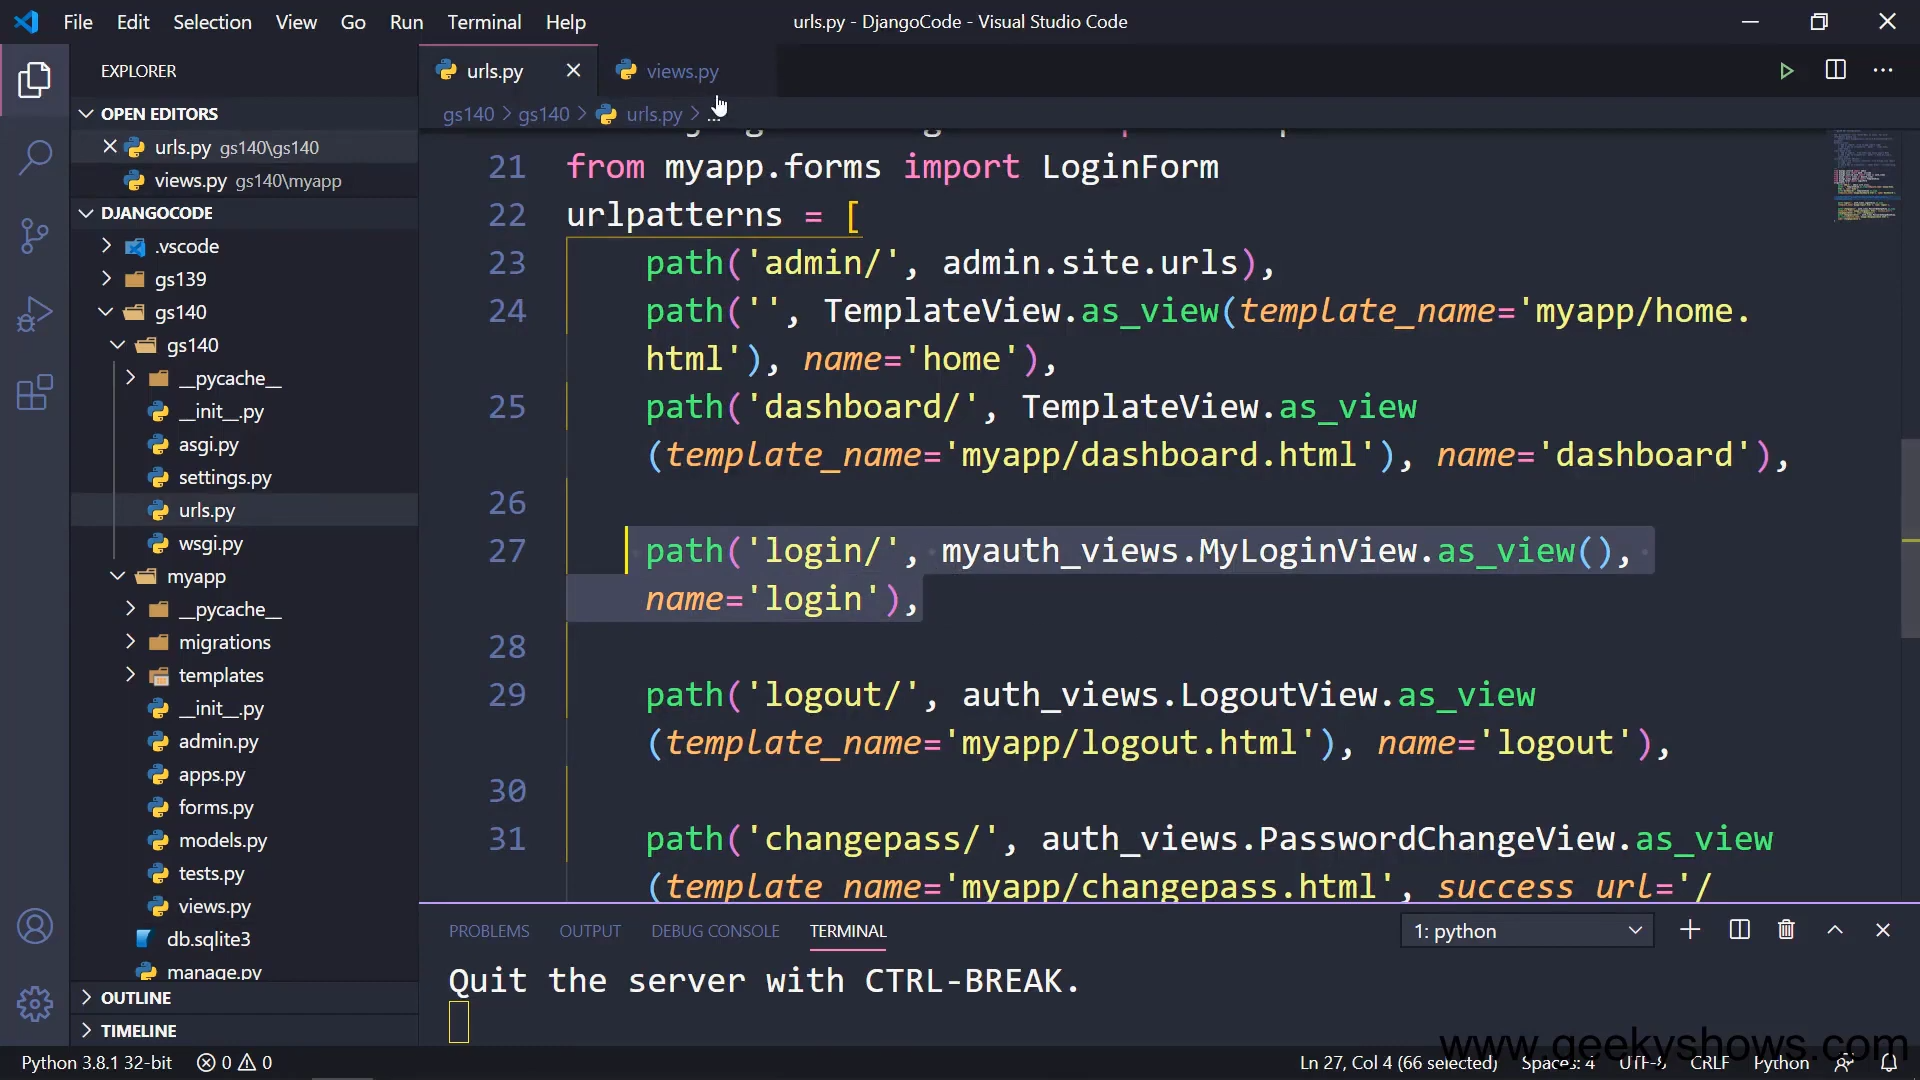 File Edit Selection View Go Run Terminal Help
urls.py - DjangoCode - Visual Studio Code
EXPLORER
urls.py
views.py
OPEN EDITORS
gs140 > gs140 > urls.py > ...
urls.py gs140\gs140
views.py gs140\myapp
DJANGOCODE
.vscode
gs139
gs140
gs140
__pycache__
__init__.py
asgi.py
settings.py
urls.py
wsgi.py
myapp
__pycache__
migrations
templates
__init__.py
admin.py
apps.py
forms.py
models.py
tests.py
views.py
db.sqlite3
manage.py
OUTLINE
TIMELINE
21 from myapp.forms import LoginForm
22 urlpatterns = [
23 path('admin/', admin.site.urls),
24 path('', TemplateView.as_view(template_name='myapp/home.
html'), name='home'),
25 path('dashboard/', TemplateView.as_view
(template_name='myapp/dashboard.html'), name='dashboard'),
26
27 path('login/', myauth_views.MyLoginView.as_view(),
name='login'),
28
29 path('logout/', auth_views.LogoutView.as_view
(template_name='myapp/logout.html'), name='logout'),
30
31 path('changepass/', auth_views.PasswordChangeView.as_view
(template_name='myapp/changepass.html', success_url='/
PROBLEMS OUTPUT DEBUG CONSOLE TERMINAL
1: python
Quit the server with CTRL-BREAK.
www.geekyshows.com
Python 3.8.1 32-bit 0 0
Ln 27, Col 4 (66 selected) Spaces: 4 UTF-8 CRLF Python